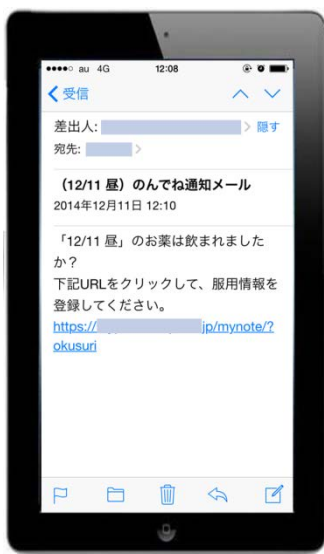 au 4G 12:08
受信
差出人: 隠す
宛先:
（12/11 昼）のんでね通知メール
2014年12月11日 12:10
「12/11 昼」のお薬は飲まれました
か？
下記URLをクリックして、服用情報を
登録してください。
https:// jp/mynote/?
okusuri